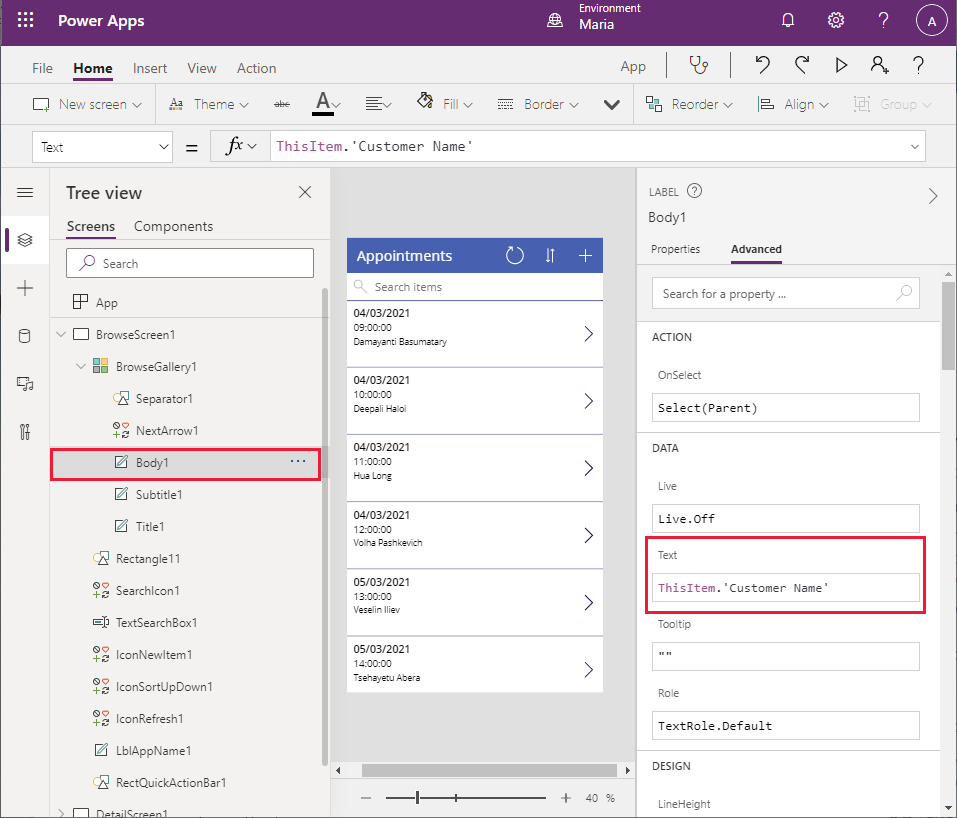 Power Apps
Environment
Maria
?
A
File Home Insert View Action
App
?
New screen Theme abc A Fill Border Reorder Align Group
Text = fx ThisItem.'Customer Name'
Tree view
Screens Components
Search
App
BrowseScreen1
BrowseGallery1
Separator1
NextArrow1
Body1 ...
Subtitle1
Title1
Rectangle11
SearchIcon1
TextSearchBox1
IconNewItem1
IconSortUpDown1
IconRefresh1
LblAppName1
RectQuickActionBar1
DetailScreen1
Appointments
Search items
04/03/2021
09:00:00
Damayanti Basumatary
04/03/2021
10:00:00
Deepali Haloi
04/03/2021
11:00:00
Hua Long
04/03/2021
12:00:00
Volha Pashkevich
05/03/2021
13:00:00
Veselin Iliev
05/03/2021
14:00:00
Tsehayetu Abera
40 %
LABEL ?
Body1
Properties Advanced
Search for a property ...
ACTION
OnSelect
Select(Parent)
DATA
Live
Live.Off
Text
ThisItem.'Customer Name'
Tooltip
""
Role
TextRole.Default
DESIGN
LineHeight